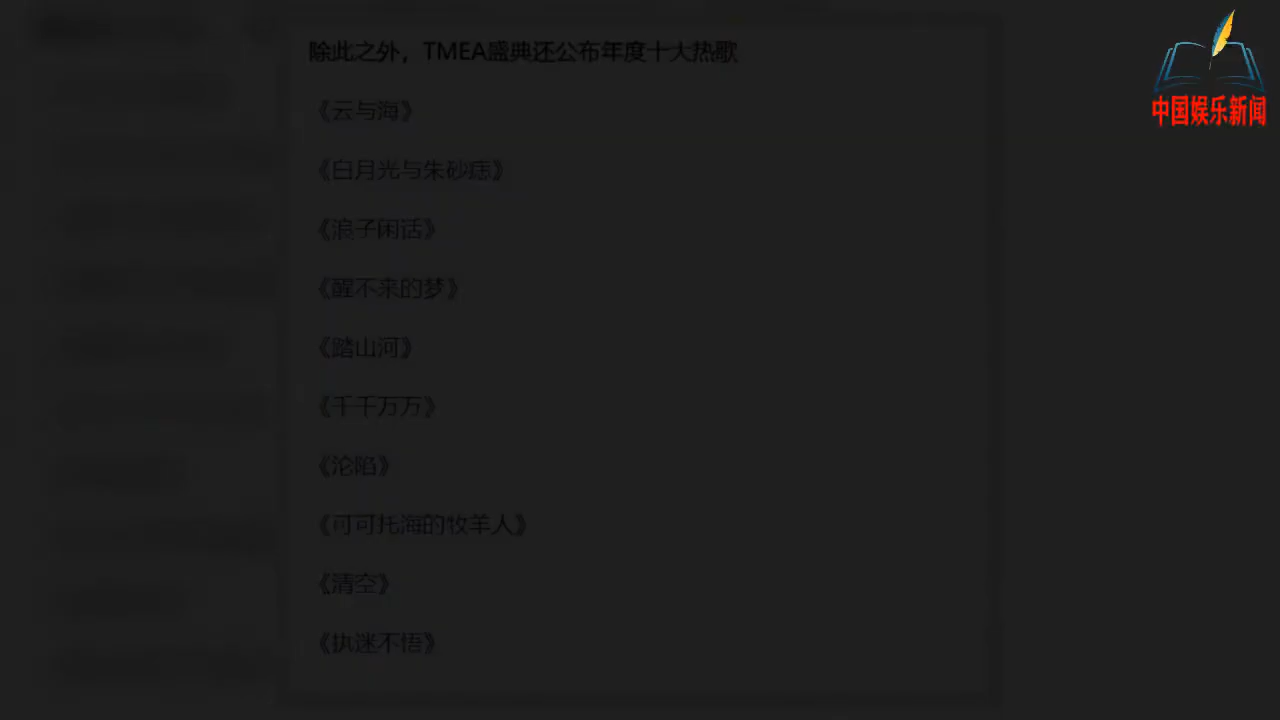 除此之外，TMEA盛典还公布年度十大热歌
《云与海》
《白月光与朱砂痣》
《浪子闲话》
《醒不来的梦》
《踏山河》
《千千万万》
《沦陷》
《可可托海的牧羊人》
《清空》
《执迷不悟》
中国娱乐新闻